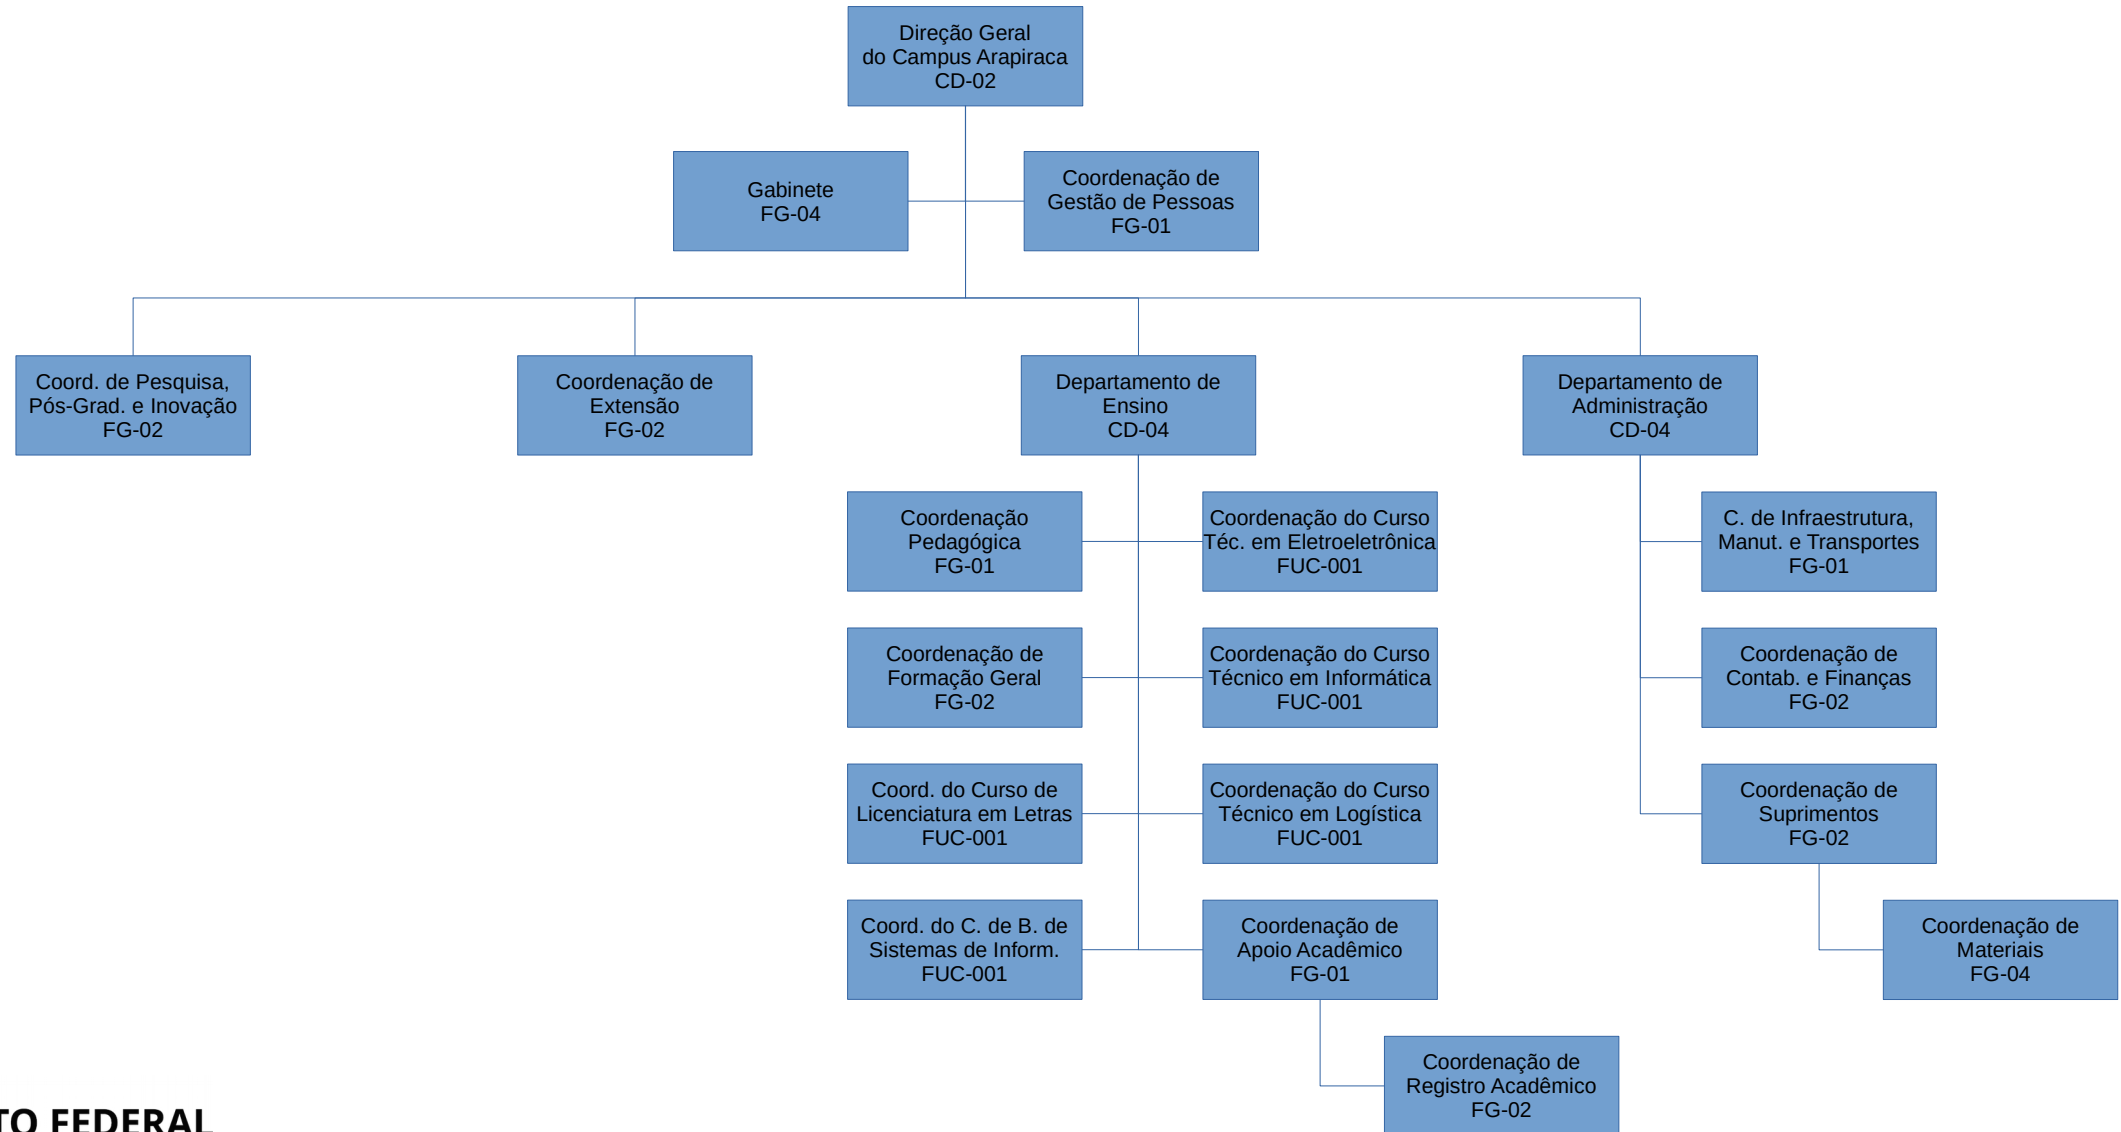 Direção Geral
do Campus Arapiraca
CD-02
Gabinete
FG-04
Coordenação de
Gestão de Pessoas
FG-01
Coord. de Pesquisa,
Pós-Grad. e Inovação
FG-02
Coordenação de
Extensão
FG-02
Departamento de
Ensino
CD-04
Departamento de
Administração
CD-04
Coordenação
Pedagógica
FG-01
Coordenação do Curso
Téc. em Eletroeletrônica
FUC-001
C. de Infraestrutura,
Manut. e Transportes
FG-01
Coordenação de
Formação Geral
FG-02
Coordenação do Curso
Técnico em Informática
FUC-001
Coordenação de
Contab. e Finanças
FG-02
Coord. do Curso de
Licenciatura em Letras
FUC-001
Coordenação do Curso
Técnico em Logística
FUC-001
Coordenação de
Suprimentos
FG-02
Coord. do C. de B. de
Sistemas de Inform.
FUC-001
Coordenação de
Apoio Acadêmico
FG-01
Coordenação de
Materiais
FG-04
Coordenação de
Registro Acadêmico
FG-02
TO FEDERAL